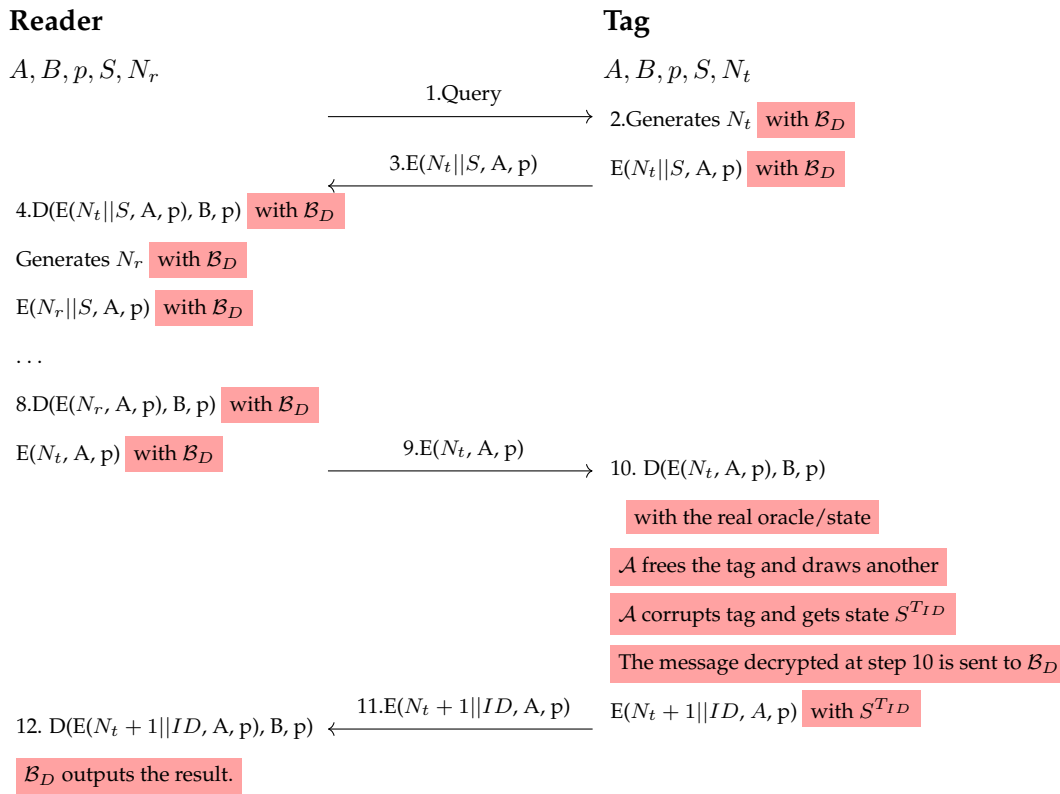 Reader
Tag
A, B, p, S, N_r
A, B, p, S, N_t
1.Query
2.Generates N_t with 𝓑_D
3.E(N_t||S, A, p)
E(N_t||S, A, p) with 𝓑_D
4.D(E(N_t||S, A, p), B, p) with 𝓑_D
Generates N_r with 𝓑_D
E(N_r||S, A, p) with 𝓑_D
. . .
8.D(E(N_r, A, p), B, p) with 𝓑_D
E(N_t, A, p) with 𝓑_D
9.E(N_t, A, p)
10. D(E(N_t, A, p), B, p)
with the real oracle/state
𝓐 frees the tag and draws another
𝓐 corrupts tag and gets state S^{T_{ID}}
The message decrypted at step 10 is sent to 𝓑_D
11.E(N_t + 1||ID, A, p)
E(N_t + 1||ID, A, p) with S^{T_{ID}}
12. D(E(N_t + 1||ID, A, p), B, p)
𝓑_D outputs the result.